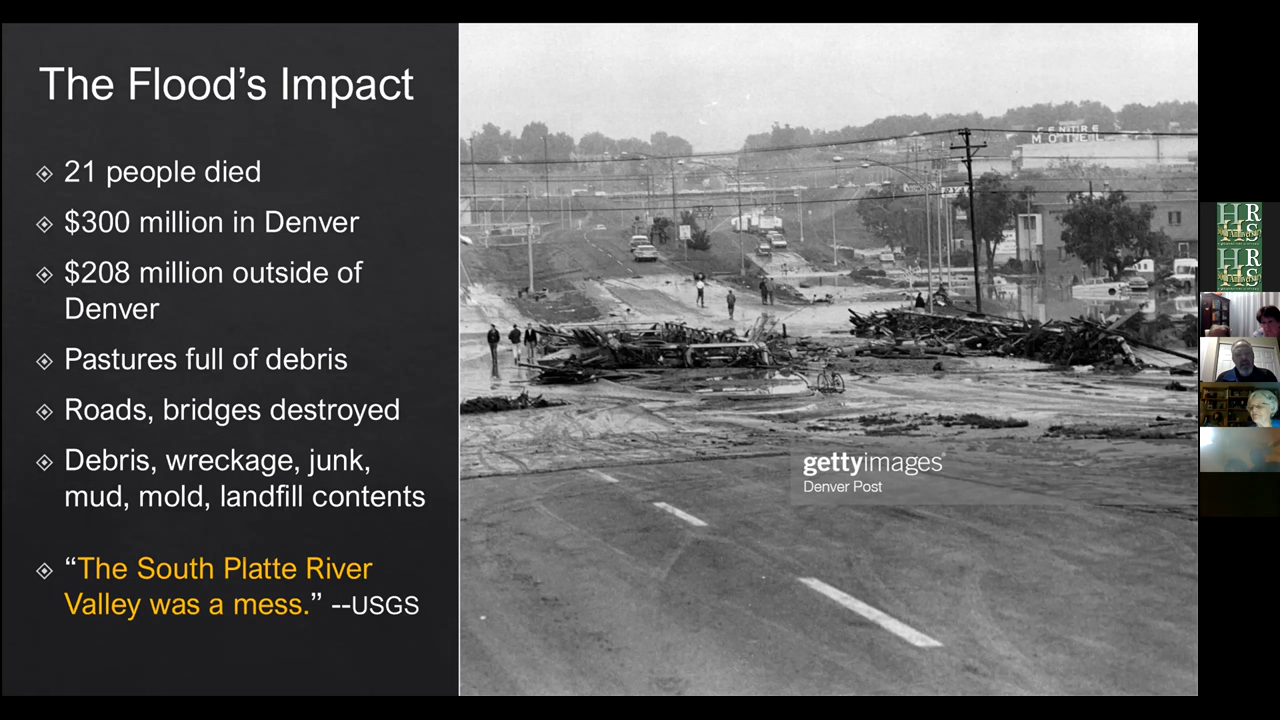 The Flood’s Impact
21 people died
$300 million in Denver
$208 million outside of
Denver
Pastures full of debris
Roads, bridges destroyed
Debris, wreckage, junk,
mud, mold, landfill contents
“The South Platte River
Valley was a mess.” --USGS
CENTRE
MOTEL
gettyimages
Denver Post
H R
H S
H R
H S